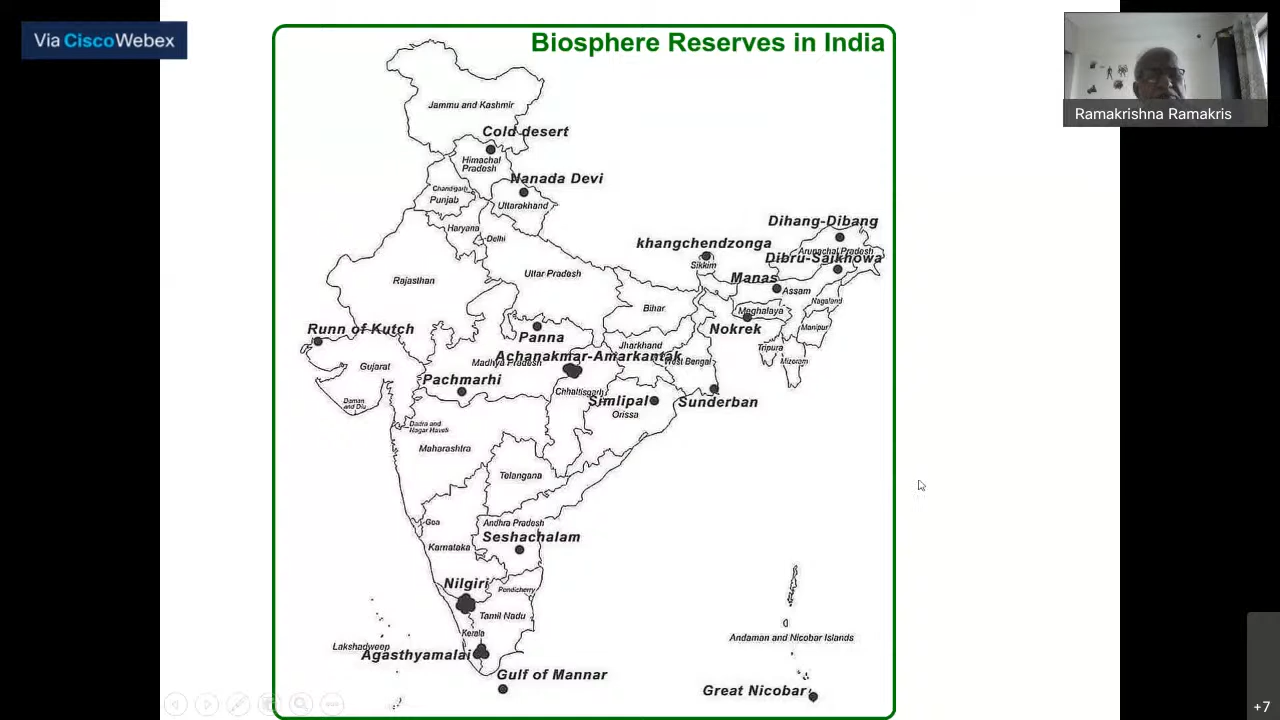 Via CiscoWebex
Biosphere Reserves in India
Ramakrishna Ramakris
Jammu and Kashmir
Cold desert
Himachal
Pradesh
Nanada Devi
Chandigarh
Punjab
Uttarakhand
Dihang-Dibang
Haryana
Delhi
khangchendzonga
Arunachal Pradesh
Dibru-Saikhowa
Sikkim
Uttar Pradesh
Rajasthan
Manas
Assam
Nagaland
Bihar
Meghalaya
Runn of Kutch
Panna
Nokrek
Manipur
Jharkhand
Tripura
Achanakmar-Amarkantak
Madhya Pradesh
West Bengal
Mizoram
Gujarat
Pachmarhi
Chhattisgarh
Daman
and Diu
Simlipal
Sunderban
Orissa
Dadra and
Nagar Haveli
Maharashtra
Telangana
Goa
Andhra Pradesh
Seshachalam
Karnataka
Nilgiri
Pondicherry
Tamil Nadu
Kerala
Andaman and Nicobar Islands
Lakshadweep
Agasthyamalai
Gulf of Mannar
Great Nicobar
+7